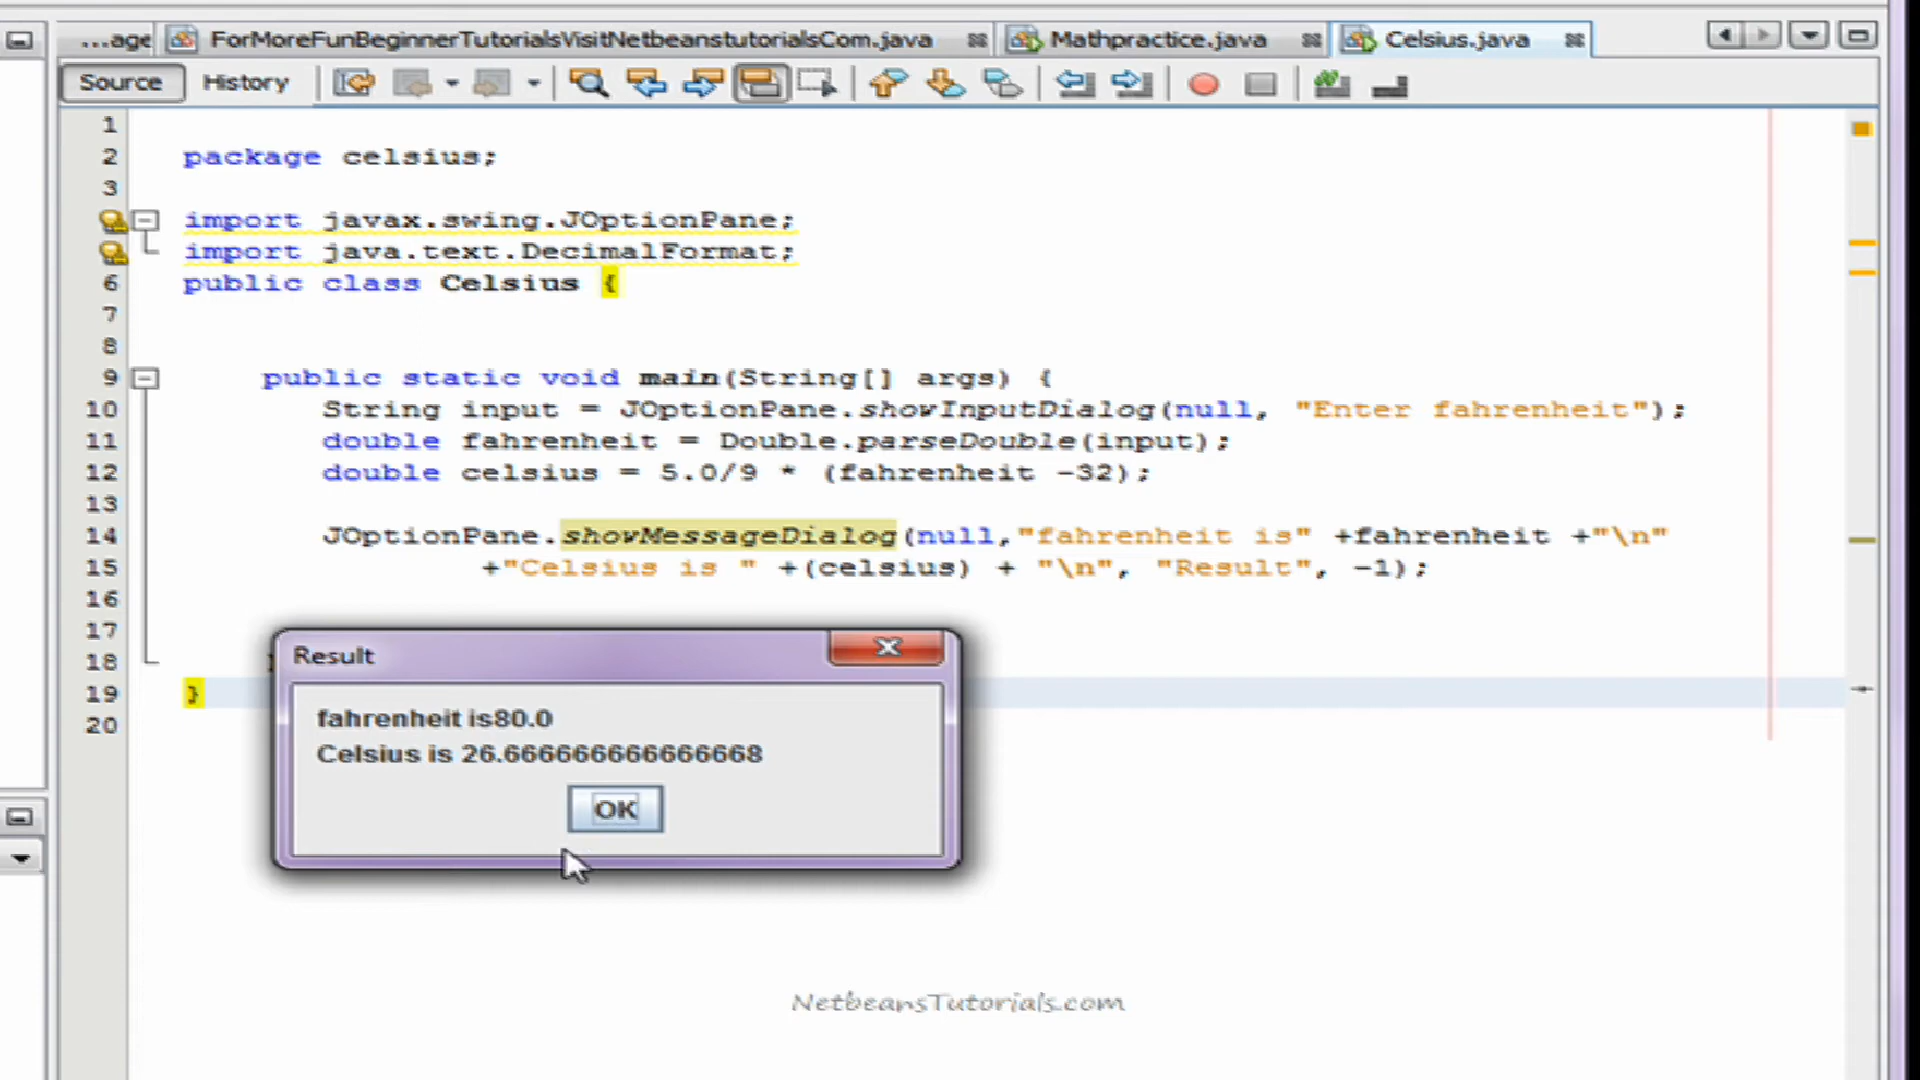 ...age ForMoreFunBeginnerTutorialsVisitNetbeanstutorialsCom.java Mathpractice.java Celsius.java
Source History
1
2 package celsius;
3
import javax.swing.JOptionPane;
import java.text.DecimalFormat;
6 public class Celsius {
7
8
9 public static void main(String[] args) {
10 String input = JOptionPane.showInputDialog(null, "Enter fahrenheit");
11 double fahrenheit = Double.parseDouble(input);
12 double celsius = 5.0/9 * (fahrenheit -32);
13
14 JOptionPane.showMessageDialog(null,"fahrenheit is" +fahrenheit +"\n"
15 +"Celsius is " +(celsius) + "\n", "Result", -1);
16
17
18
19 }
20
Result
fahrenheit is80.0
Celsius is 26.666666666666668
OK
NetbeansTutorials.com